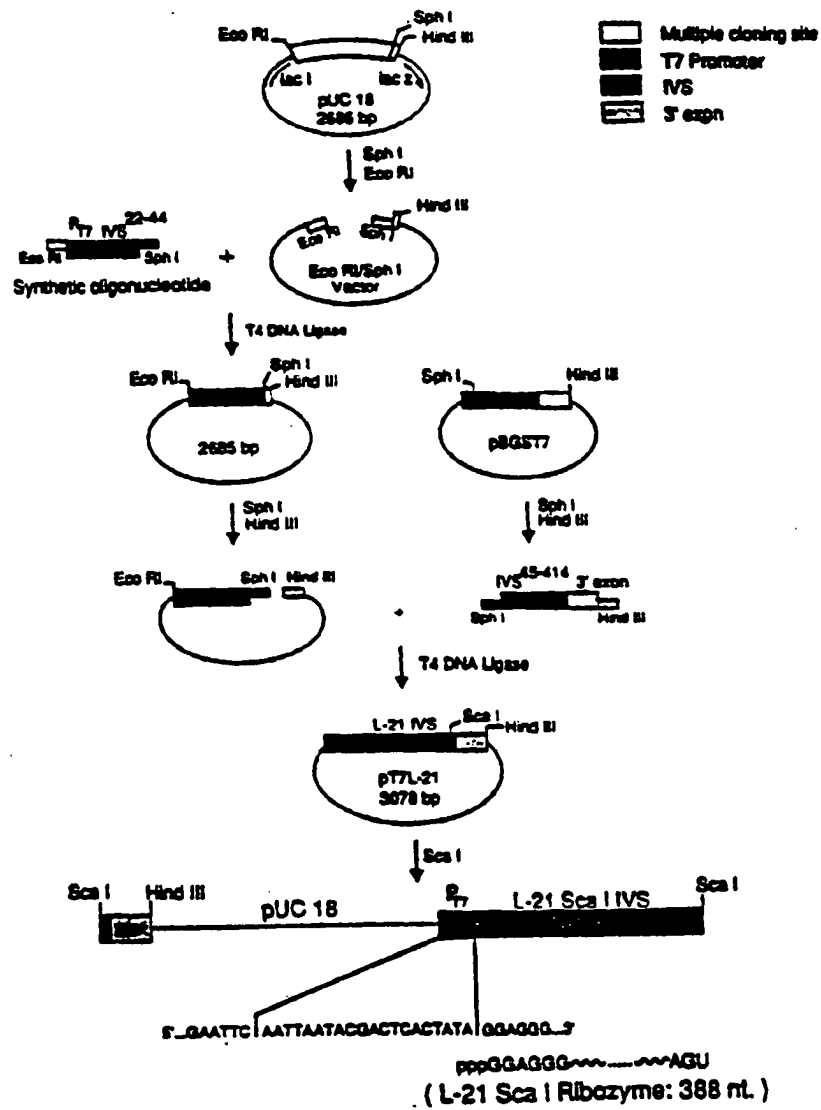 Sph I
Eco RI
Hind III
Multiple cloning site
T7 Promoter
IVS
3' exon
lac I
lac z
pUC 18
2686 bp
Sph I
Eco RI
P T7 IVS 22-44
Eco RI
Sph I
Synthetic oligonucleotide
+
Eco RI
Sph I
Hind III
Eco RI/Sph I
Vector
T4 DNA Ligase
Eco RI
Sph I
Hind III
2685 bp
Sph I
Hind III
pBGST7
Sph I
Hind III
Sph I
Hind III
Eco RI
Sph I
Hind III
IVS 45-414
3' exon
Sph I
Hind III
T4 DNA Ligase
L-21 IVS
Sca I
Hind III
pT7L-21
3078 bp
Sca I
Sca I
Hind III
pUC 18
P T7
L-21 Sca I IVS
Sca I
5'...GAATTC AATTAATACGACTCACTATA GGAGGG...3'
pppGGAGGG AGU
( L-21 Sca I Ribozyme: 388 nt. )